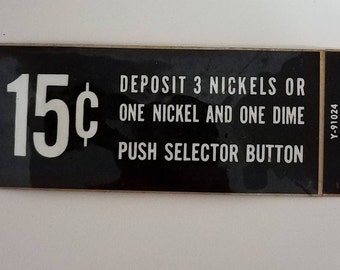 15¢
DEPOSIT 3 NICKELS OR
ONE NICKEL AND ONE DIME
PUSH SELECTOR BUTTON
Y-91024